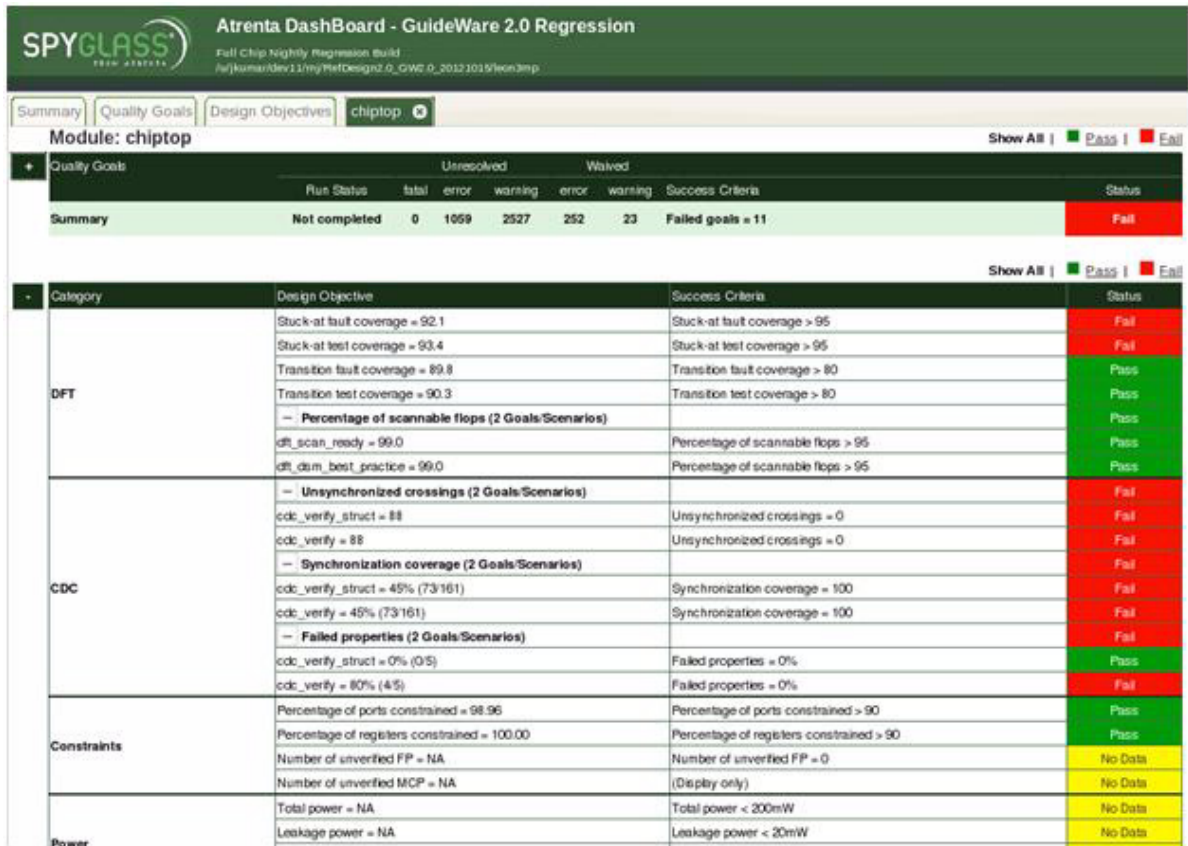 SPYGLASS
FROM ATRENTA
Atrenta DashBoard - GuideWare 2.0 Regression
Full Chip Nightly Regression Build
/u/jkumar/dev11/mj/RefDesign2.0_GW2.0_20121015/leon3mp
Summary Quality Goals Design Objectives chiptop
Module: chiptop Show All | Pass | Fail
+ Quality Goals Unresolved Waived
Run Status fatal error warning error warning Success Criteria Status
Summary Not completed 0 1059 2527 252 23 Failed goals = 11 Fail
Show All | Pass | Fail
- Category Design Objective Success Criteria Status
Stuck-at fault coverage = 92.1 Stuck-at fault coverage > 95 Fail
Stuck-at test coverage = 93.4 Stuck-at test coverage > 95 Fail
Transition fault coverage = 89.8 Transition fault coverage > 80 Pass
DFT Transition test coverage = 90.3 Transition test coverage > 80 Pass
− Percentage of scannable flops (2 Goals/Scenarios) Pass
dft_scan_ready = 99.0 Percentage of scannable flops > 95 Pass
dft_dsm_best_practice = 99.0 Percentage of scannable flops > 95 Pass
− Unsynchronized crossings (2 Goals/Scenarios) Fail
cdc_verify_struct = 88 Unsynchronized crossings = 0 Fail
cdc_verify = 88 Unsynchronized crossings = 0 Fail
− Synchronization coverage (2 Goals/Scenarios) Fail
CDC cdc_verify_struct = 45% (73/161) Synchronization coverage = 100 Fail
cdc_verify = 45% (73/161) Synchronization coverage = 100 Fail
− Failed properties (2 Goals/Scenarios) Fail
cdc_verify_struct = 0% (0/5) Failed properties = 0% Pass
cdc_verify = 80% (4/5) Failed properties = 0% Fail
Percentage of ports constrained = 98.96 Percentage of ports constrained > 90 Pass
Constraints Percentage of registers constrained = 100.00 Percentage of registers constrained > 90 Pass
Number of unverified FP = NA Number of unverified FP = 0 No Data
Number of unverified MCP = NA (Display only) No Data
Total power = NA Total power < 200mW No Data
Leakage power = NA Leakage power < 20mW No Data
Power